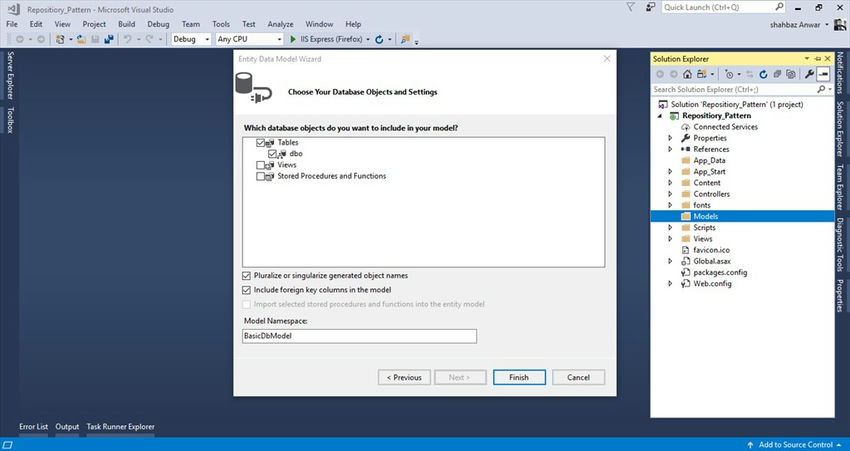 Repository_Pattern - Microsoft Visual Studio
Quick Launch (Ctrl+Q)
File Edit View Project Build Debug Team Tools Test Analyze Window Help
shahbaz Anwar
Debug Any CPU IIS Express (Firefox)
Server Explorer
Toolbox
Entity Data Model Wizard
Choose Your Database Objects and Settings
Which database objects do you want to include in your model?
Tables
dbo
Views
Stored Procedures and Functions
Pluralize or singularize generated object names
Include foreign key columns in the model
Import selected stored procedures and functions into the entity model
Model Namespace:
BasicDbModel
< Previous Next > Finish Cancel
Solution Explorer
Search Solution Explorer (Ctrl+;)
Solution 'Repositiory_Pattern' (1 project)
Repositiory_Pattern
Connected Services
Properties
References
App_Data
App_Start
Content
Controllers
fonts
Models
Scripts
Views
favicon.ico
Global.asax
packages.config
Web.config
Notifications
Solution Explorer
Team Explorer
Diagnostic Tools
Properties
Error List Output Task Runner Explorer
Add to Source Control